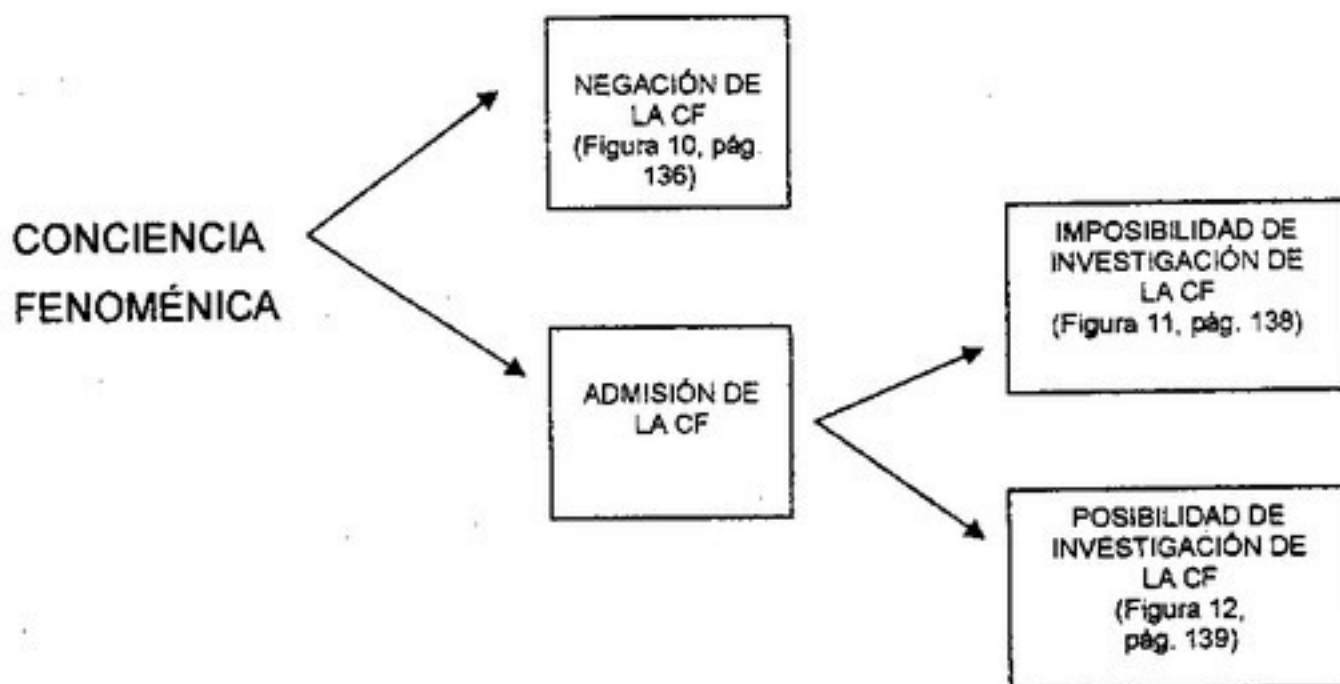 NEGACIÓN DE
LA CF
(Figura 10, pág.
136)
CONCIENCIA
FENOMÉNICA
ADMISIÓN DE
LA CF
IMPOSIBILIDAD DE
INVESTIGACIÓN DE
LA CF
(Figura 11, pág. 138)
POSIBILIDAD DE
INVESTIGACIÓN DE
LA CF
(Figura 12,
pág. 139)